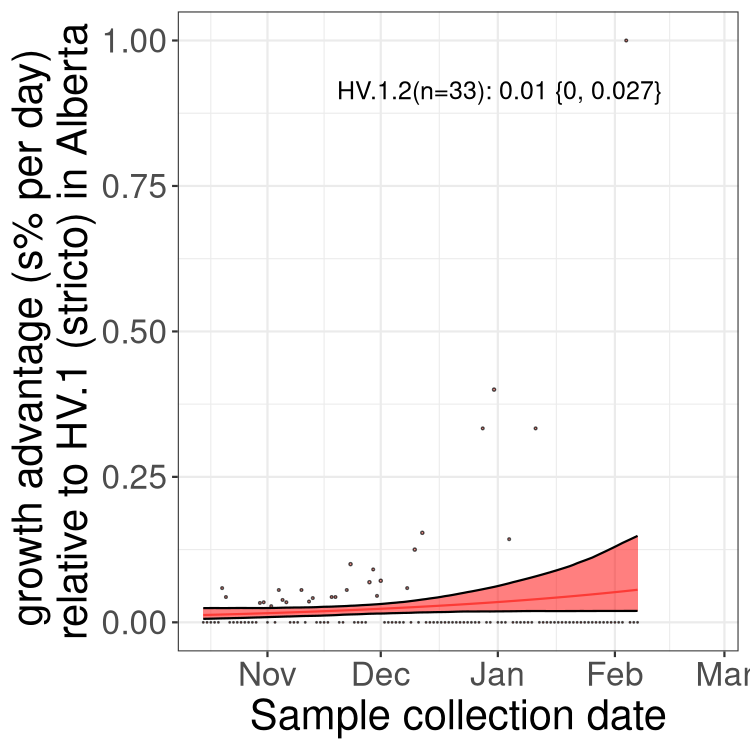 growth advantage (s% per day)
relative to HV.1 (stricto) in Alberta
1.00
0.75
0.50
0.25
0.00
HV.1.2(n=33): 0.01 {0, 0.027}
Nov Dec Jan Feb Mar
Sample collection date